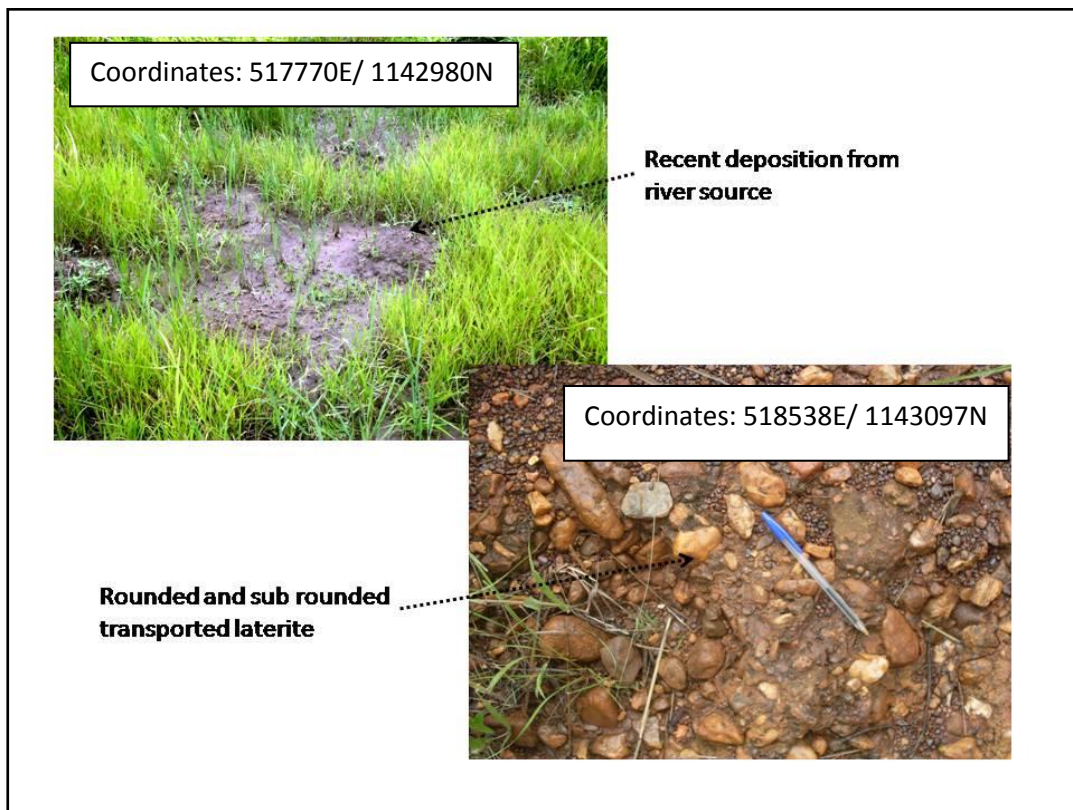 Coordinates: 517770E/ 1142980N
Recent deposition from
river source
Coordinates: 518538E/ 1143097N
Rounded and sub rounded
transported laterite